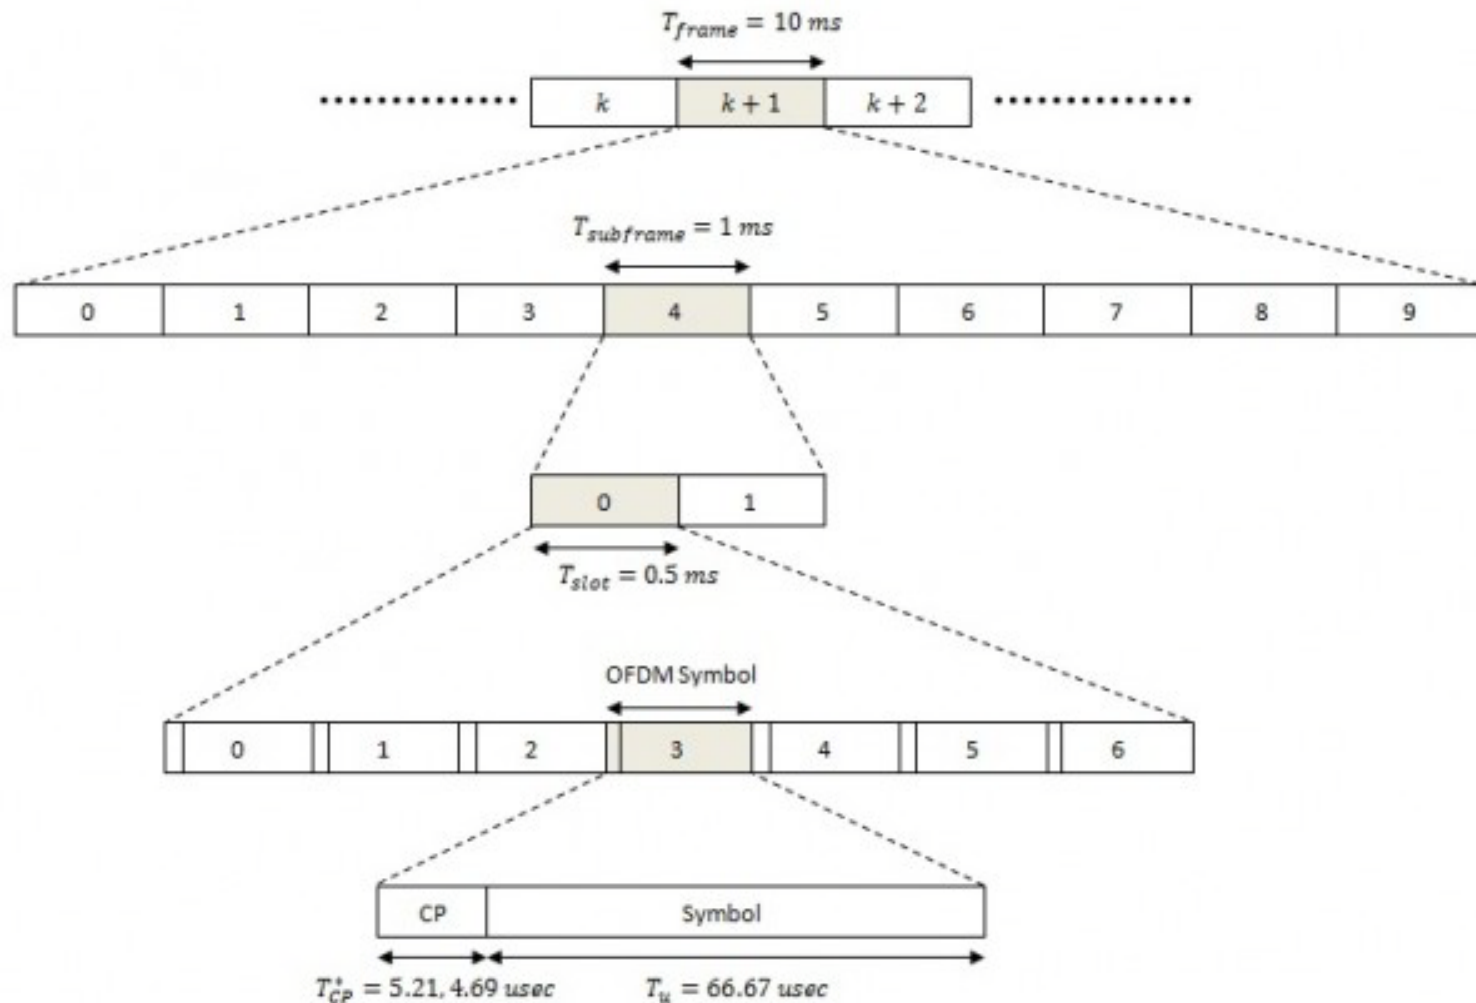 T_frame = 10 ms
k k + 1 k + 2
T_subframe = 1 ms
0 1 2 3 4 5 6 7 8 9
0 1
T_slot = 0.5 ms
OFDM Symbol
0 1 2 3 4 5 6
CP Symbol
T*_CP = 5.21, 4.69 usec T_u = 66.67 usec